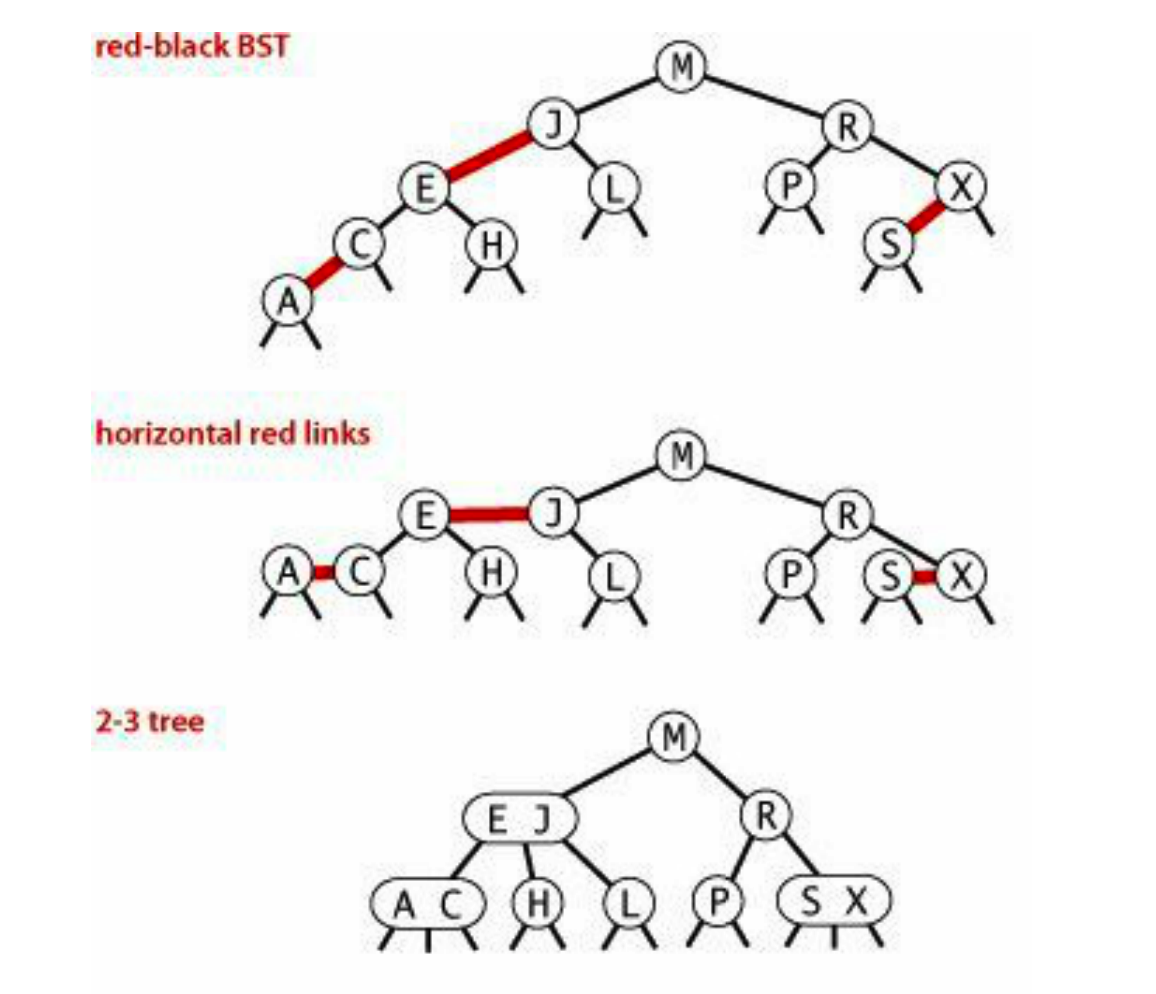 red-black BST
M
J R
E L P X
C H S
A
horizontal red links
M
E J R
A C H L P S X
2-3 tree
M
E J R
A C H L P S X